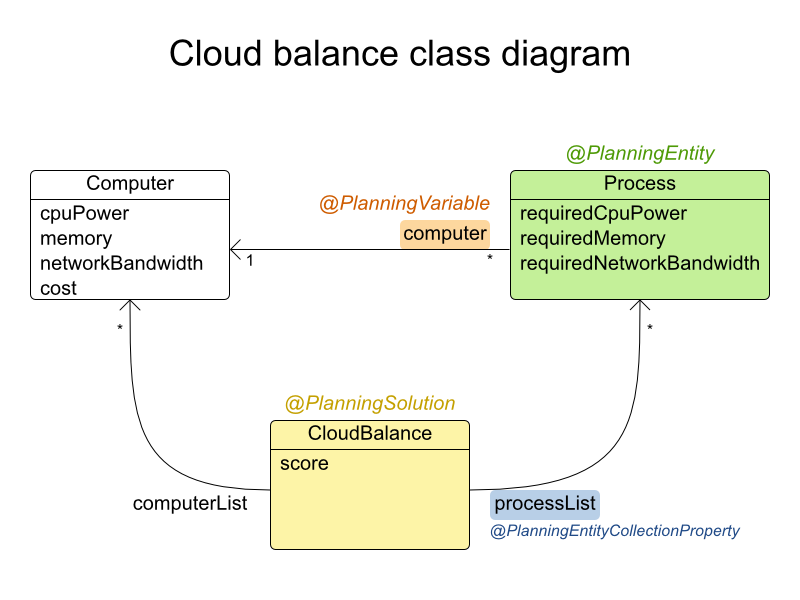 Cloud balance class diagram
@PlanningEntity
Computer
cpuPower
memory
networkBandwidth
cost
@PlanningVariable
computer
1
*
Process
requiredCpuPower
requiredMemory
requiredNetworkBandwidth
*
*
@PlanningSolution
CloudBalance
score
computerList
processList
@PlanningEntityCollectionProperty